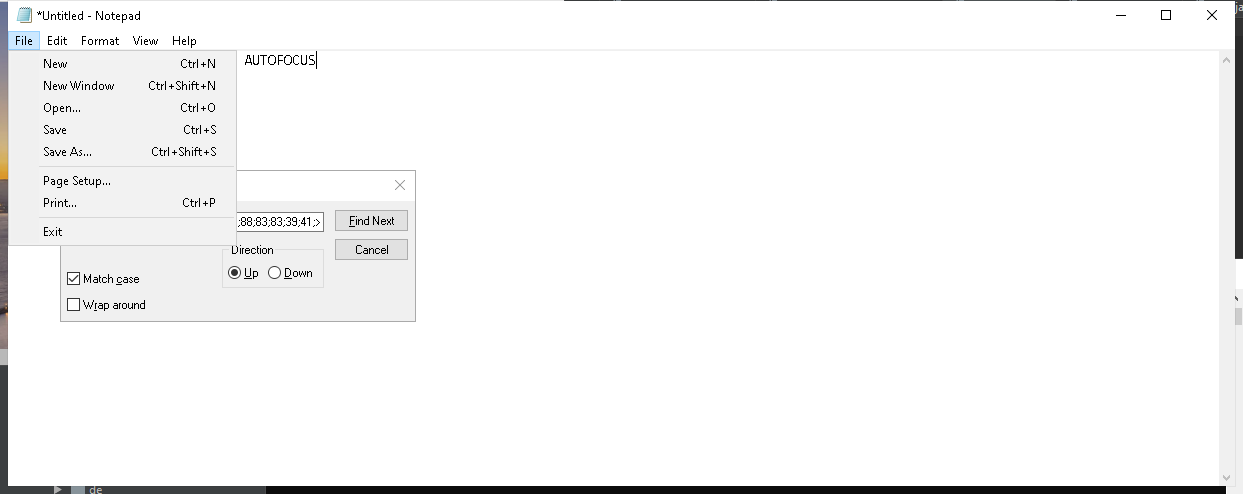 *Untitled - Notepad
File Edit Format View Help
AUTOFOCUS
New Ctrl+N
New Window Ctrl+Shift+N
Open... Ctrl+O
Save Ctrl+S
Save As... Ctrl+Shift+S
Page Setup...
Print... Ctrl+P
Exit
;88;83;83;39;41;>
Find Next
Cancel
Direction
Up Down
Match case
Wrap around
de